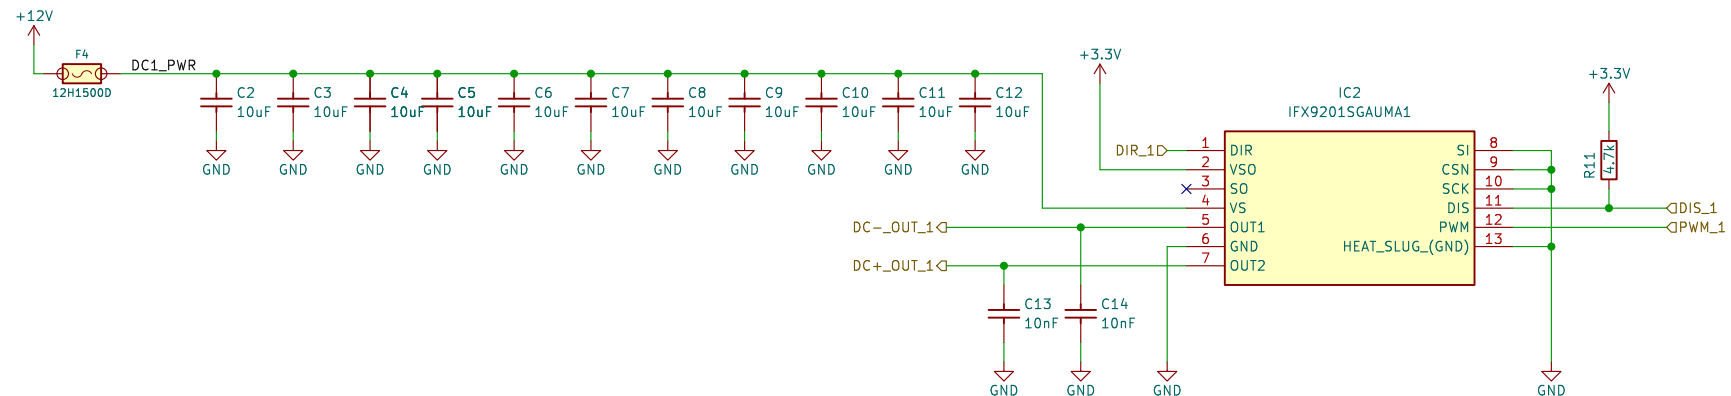 +12V
F4
12H1500D
DC1_PWR
C2
10uF
GND
C3
10uF
GND
C4
10uF
GND
C5
10uF
GND
C6
10uF
GND
C7
10uF
GND
C8
10uF
GND
C9
10uF
GND
C10
10uF
GND
C11
10uF
GND
C12
10uF
GND
+3.3V
IC2
IFX9201SGAUMA1
DIR_1
1 DIR
2 VSO
3 SO
4 VS
DC-_OUT_1
5 OUT1
6 GND
DC+_OUT_1
7 OUT2
SI 8
CSN 9
SCK 10
DIS 11
PWM 12
HEAT_SLUG_(GND) 13
+3.3V
R11
4.7k
DIS_1
PWM_1
C13
10nF
GND
C14
10nF
GND
GND
GND